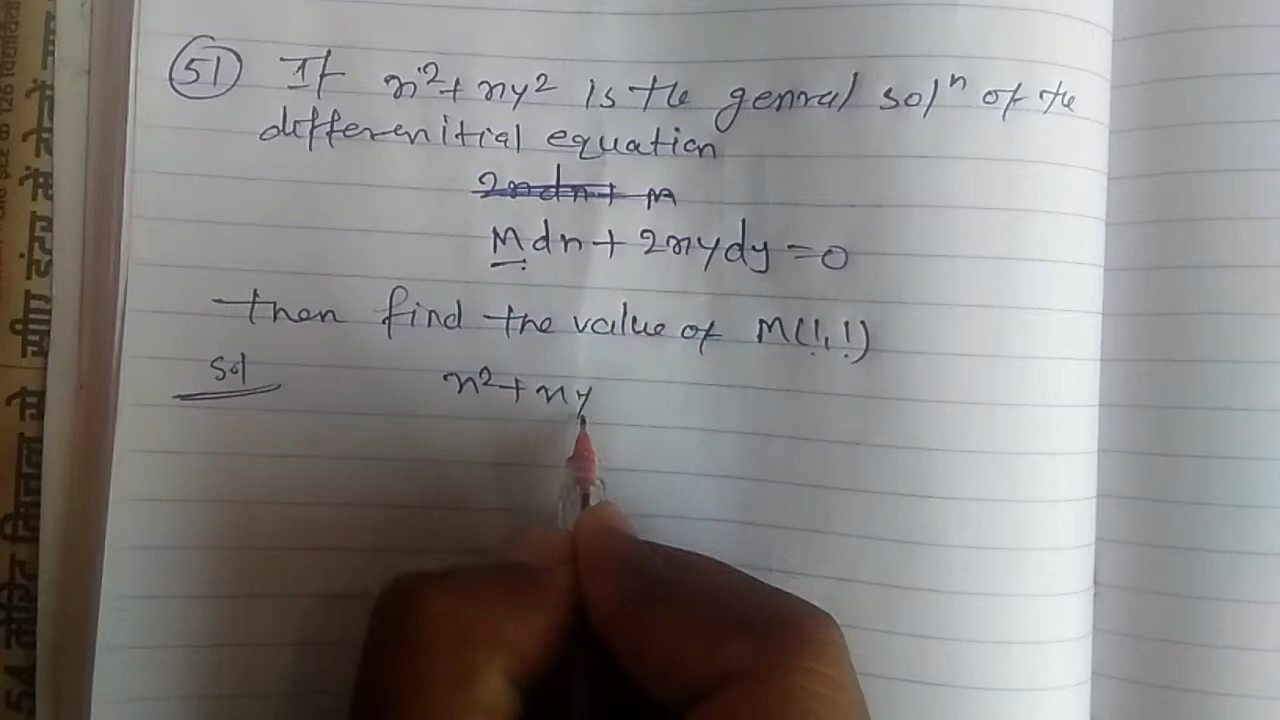 51 If x²+xy² is the genral solⁿ of the
differenitial equation
2xdx+ M
Mdx + 2xydy = 0
then find the value of M(1,1)
Sol
x²+xy